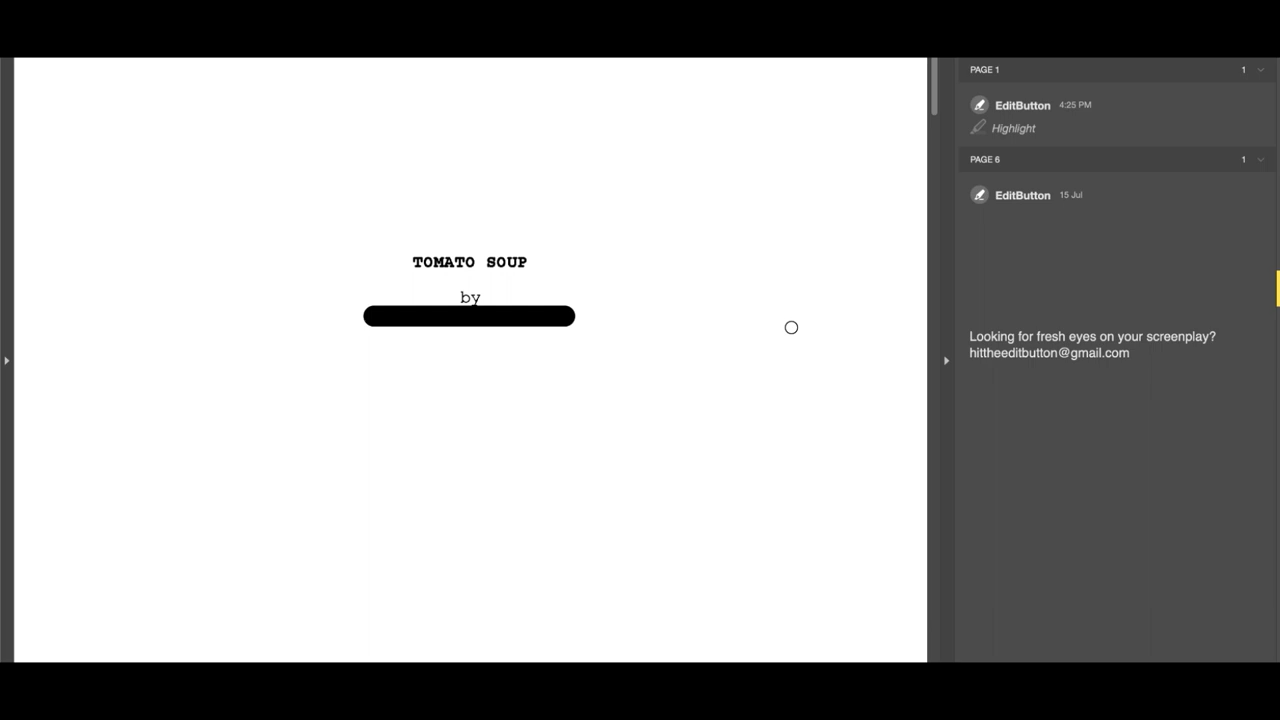 TOMATO SOUP
by
PAGE 1 1
EditButton 4:25 PM
Highlight
PAGE 6 1
EditButton 15 Jul
Looking for fresh eyes on your screenplay?
hittheeditbutton@gmail.com